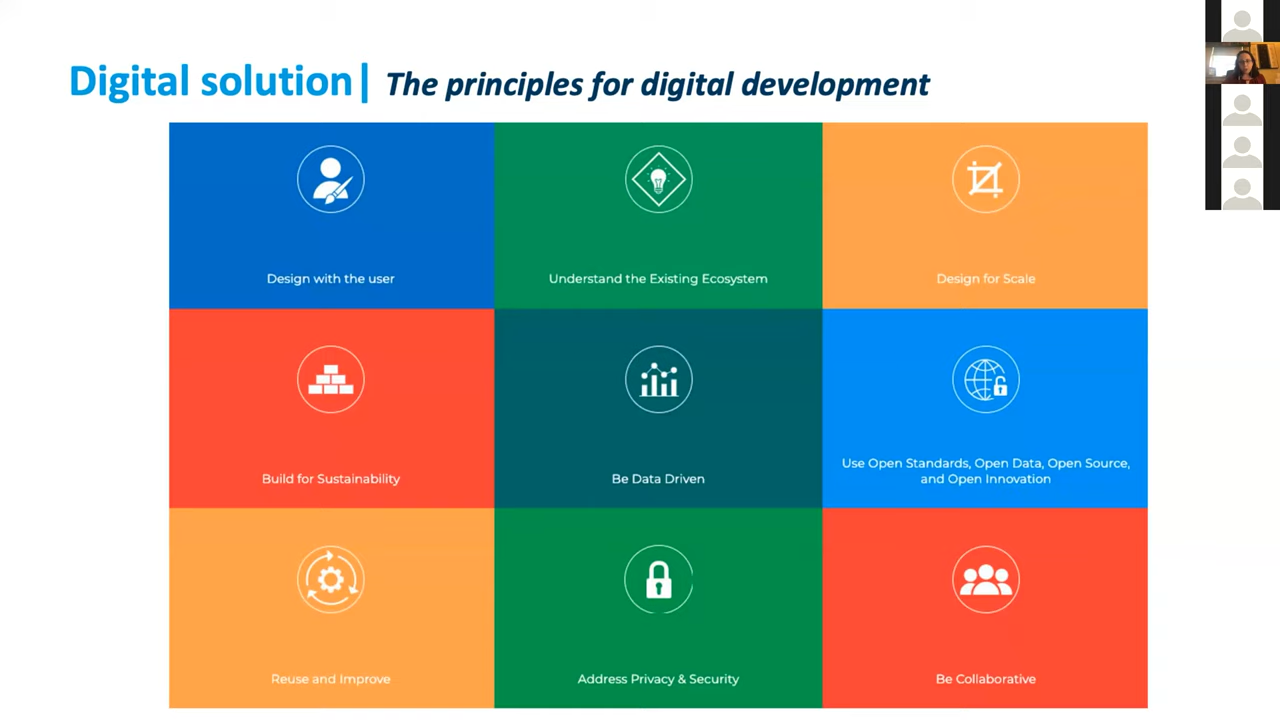 Digital solution| The principles for digital development
Design with the user
Understand the Existing Ecosystem
Design for Scale
Build for Sustainability
Be Data Driven
Use Open Standards, Open Data, Open Source,
and Open Innovation
Reuse and Improve
Address Privacy & Security
Be Collaborative